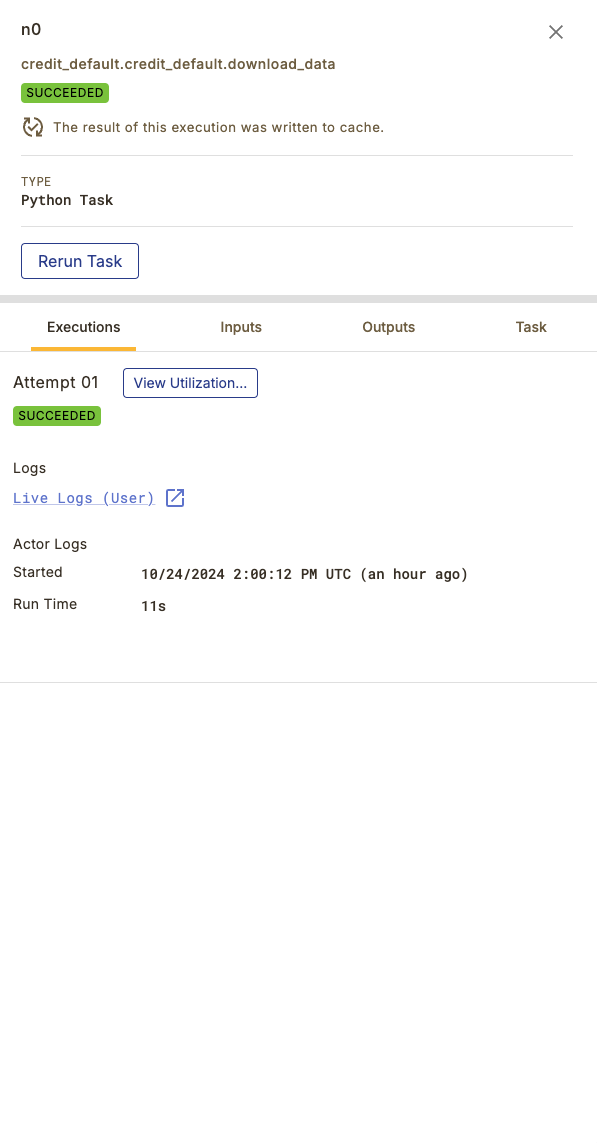 n0
credit_default.credit_default.download_data
SUCCEEDED
The result of this execution was written to cache.
TYPE
Python Task
Rerun Task
Executions Inputs Outputs Task
Attempt 01 View Utilization...
SUCCEEDED
Logs
Live Logs (User)
Actor Logs
Started 10/24/2024 2:00:12 PM UTC (an hour ago)
Run Time 11s